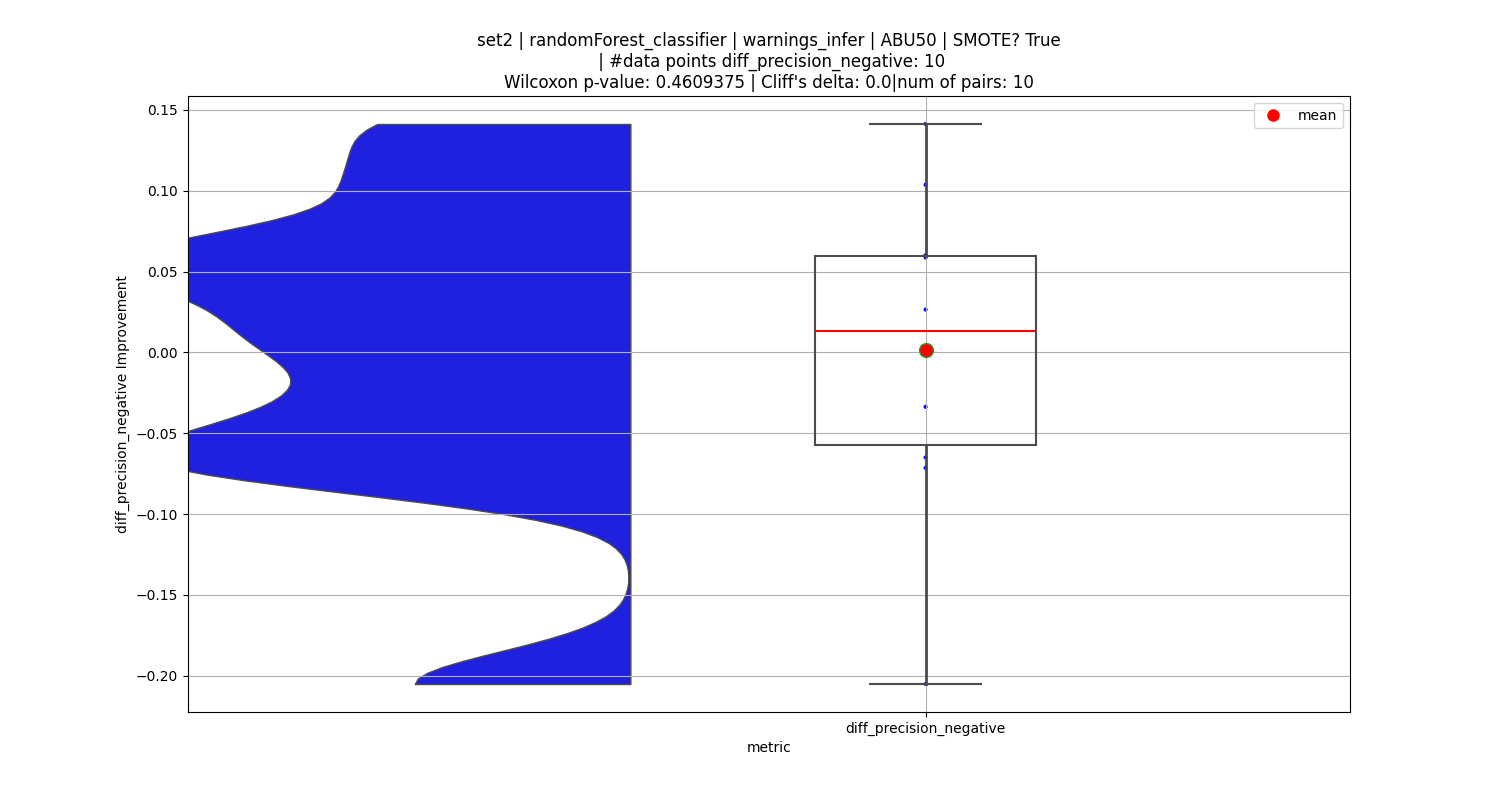 set2 | randomForest_classifier | warnings_infer | ABU50 | SMOTE? True
| #data points diff_precision_negative: 10
Wilcoxon p-value: 0.4609375 | Cliff's delta: 0.0|num of pairs: 10
mean
0.15
0.10
0.05
0.00
−0.05
−0.10
−0.15
−0.20
diff_precision_negative Improvement
diff_precision_negative
metric